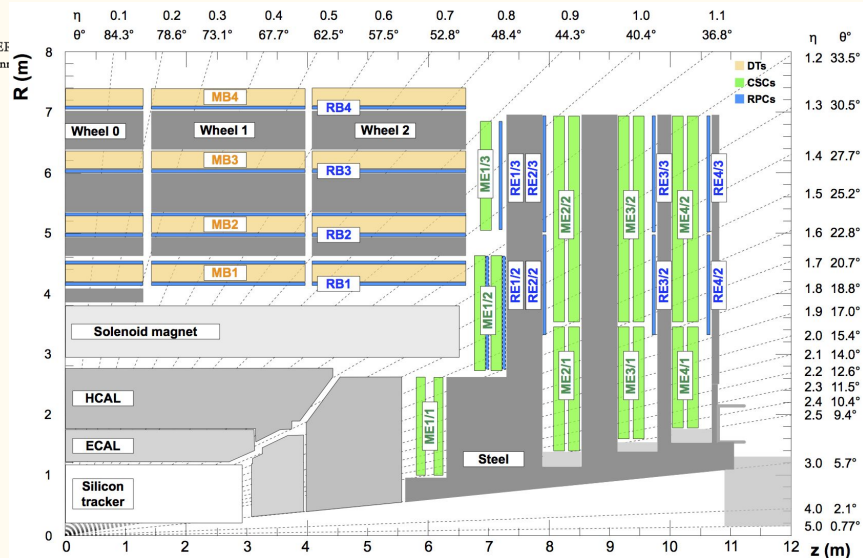 η 0.1 0.2 0.3 0.4 0.5 0.6 0.7 0.8 0.9 1.0 1.1
θ° 84.3° 78.6° 73.1° 67.7° 62.5° 57.5° 52.8° 48.4° 44.3° 40.4° 36.8° η θ°
R (m)
8
7
6
5
4
3
2
1
0
1.2 33.5°
1.3 30.5°
1.4 27.7°
1.5 25.2°
1.6 22.8°
1.7 20.7°
1.8 18.8°
1.9 17.0°
2.0 15.4°
2.1 14.0°
2.2 12.6°
2.3 11.5°
2.4 10.4°
2.5 9.4°
3.0 5.7°
4.0 2.1°
5.0 0.77°
DTs
CSCs
RPCs
MB4
RB4
Wheel 0 Wheel 1 Wheel 2
MB3
RB3
MB2
RB2
MB1
RB1
Solenoid magnet
HCAL
ECAL
Silicon
tracker
Steel
ME1/3
RE1/3
RE2/3
ME2/2
ME3/2
RE3/3
ME4/2
RE4/3
ME1/2
RE1/2
RE2/2
RE3/2
RE4/2
ME1/1
ME2/1
ME3/1
ME4/1
0 1 2 3 4 5 6 7 8 9 10 11 12
z (m)